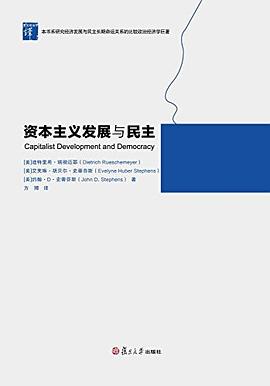 译
本书系研究经济发展与民主长期命运关系的比较政治经济学巨著
资本主义发展与民主
Capitalist Development and Democracy
[美]迪特里希·瑞彻迈耶（Dietrich Rueschemeyer）
[美]艾芙琳·胡贝尔·史蒂芬斯（Evelyne Huber Stephens）
[美]约翰·D·史蒂芬斯（John D. Stephens）
方 卿 译
复旦大学出版社